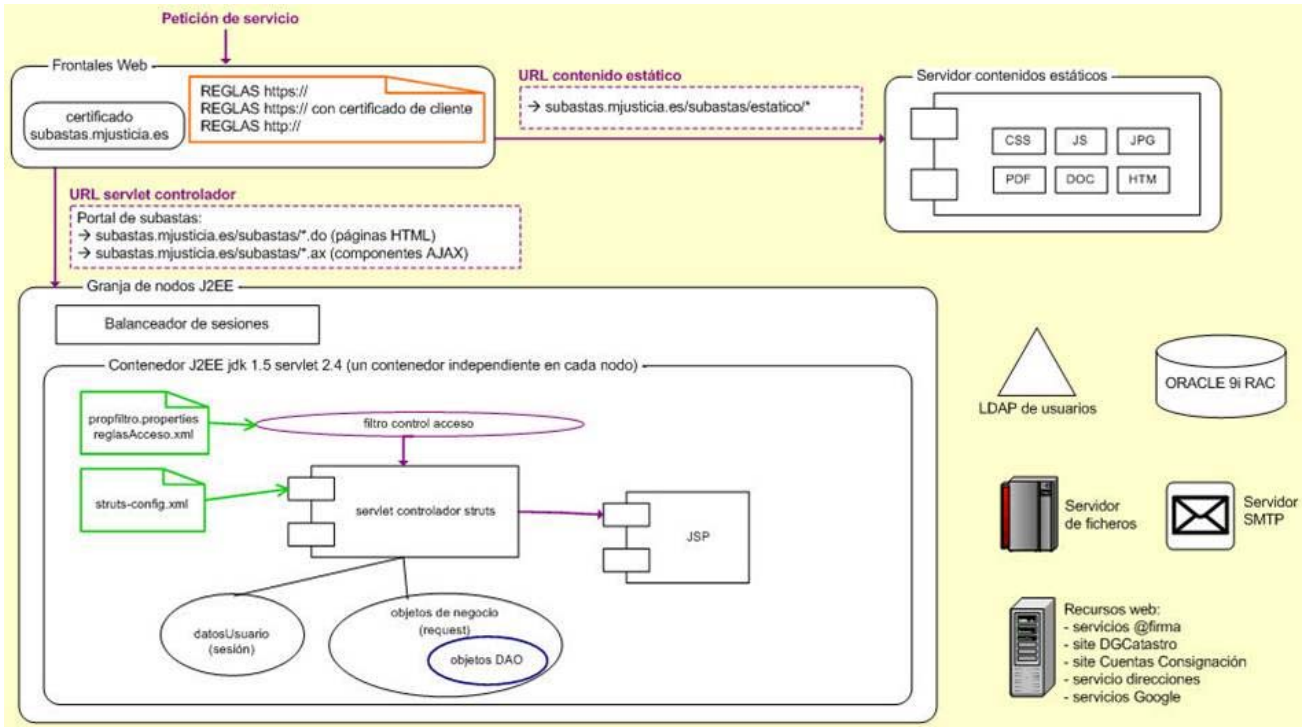 Petición de servicio
Frontales Web
certificado
subastas.mjusticia.es
REGLAS https://
REGLAS https:// con certificado de cliente
REGLAS http://
URL contenido estático
→ subastas.mjusticia.es/subastas/estatico/*
Servidor contenidos estáticos
CSS JS JPG
PDF DOC HTM
URL servlet controlador
Portal de subastas:
→ subastas.mjusticia.es/subastas/*.do (páginas HTML)
→ subastas.mjusticia.es/subastas/*.ax (componentes AJAX)
Granja de nodos J2EE
Balanceador de sesiones
Contenedor J2EE jdk 1.5 servlet 2.4 (un contenedor independiente en cada nodo)
propfiltro.properties
reglasAcceso.xml
filtro control acceso
struts-config.xml
servlet controlador struts
JSP
datosUsuario
(sesión)
objetos de negocio
(request)
objetos DAO
LDAP de usuarios
ORACLE 9i RAC
Servidor
de ficheros
Servidor
SMTP
Recursos web:
- servicios @firma
- site DGCatastro
- site Cuentas Consignación
- servicio direcciones
- servicios Google